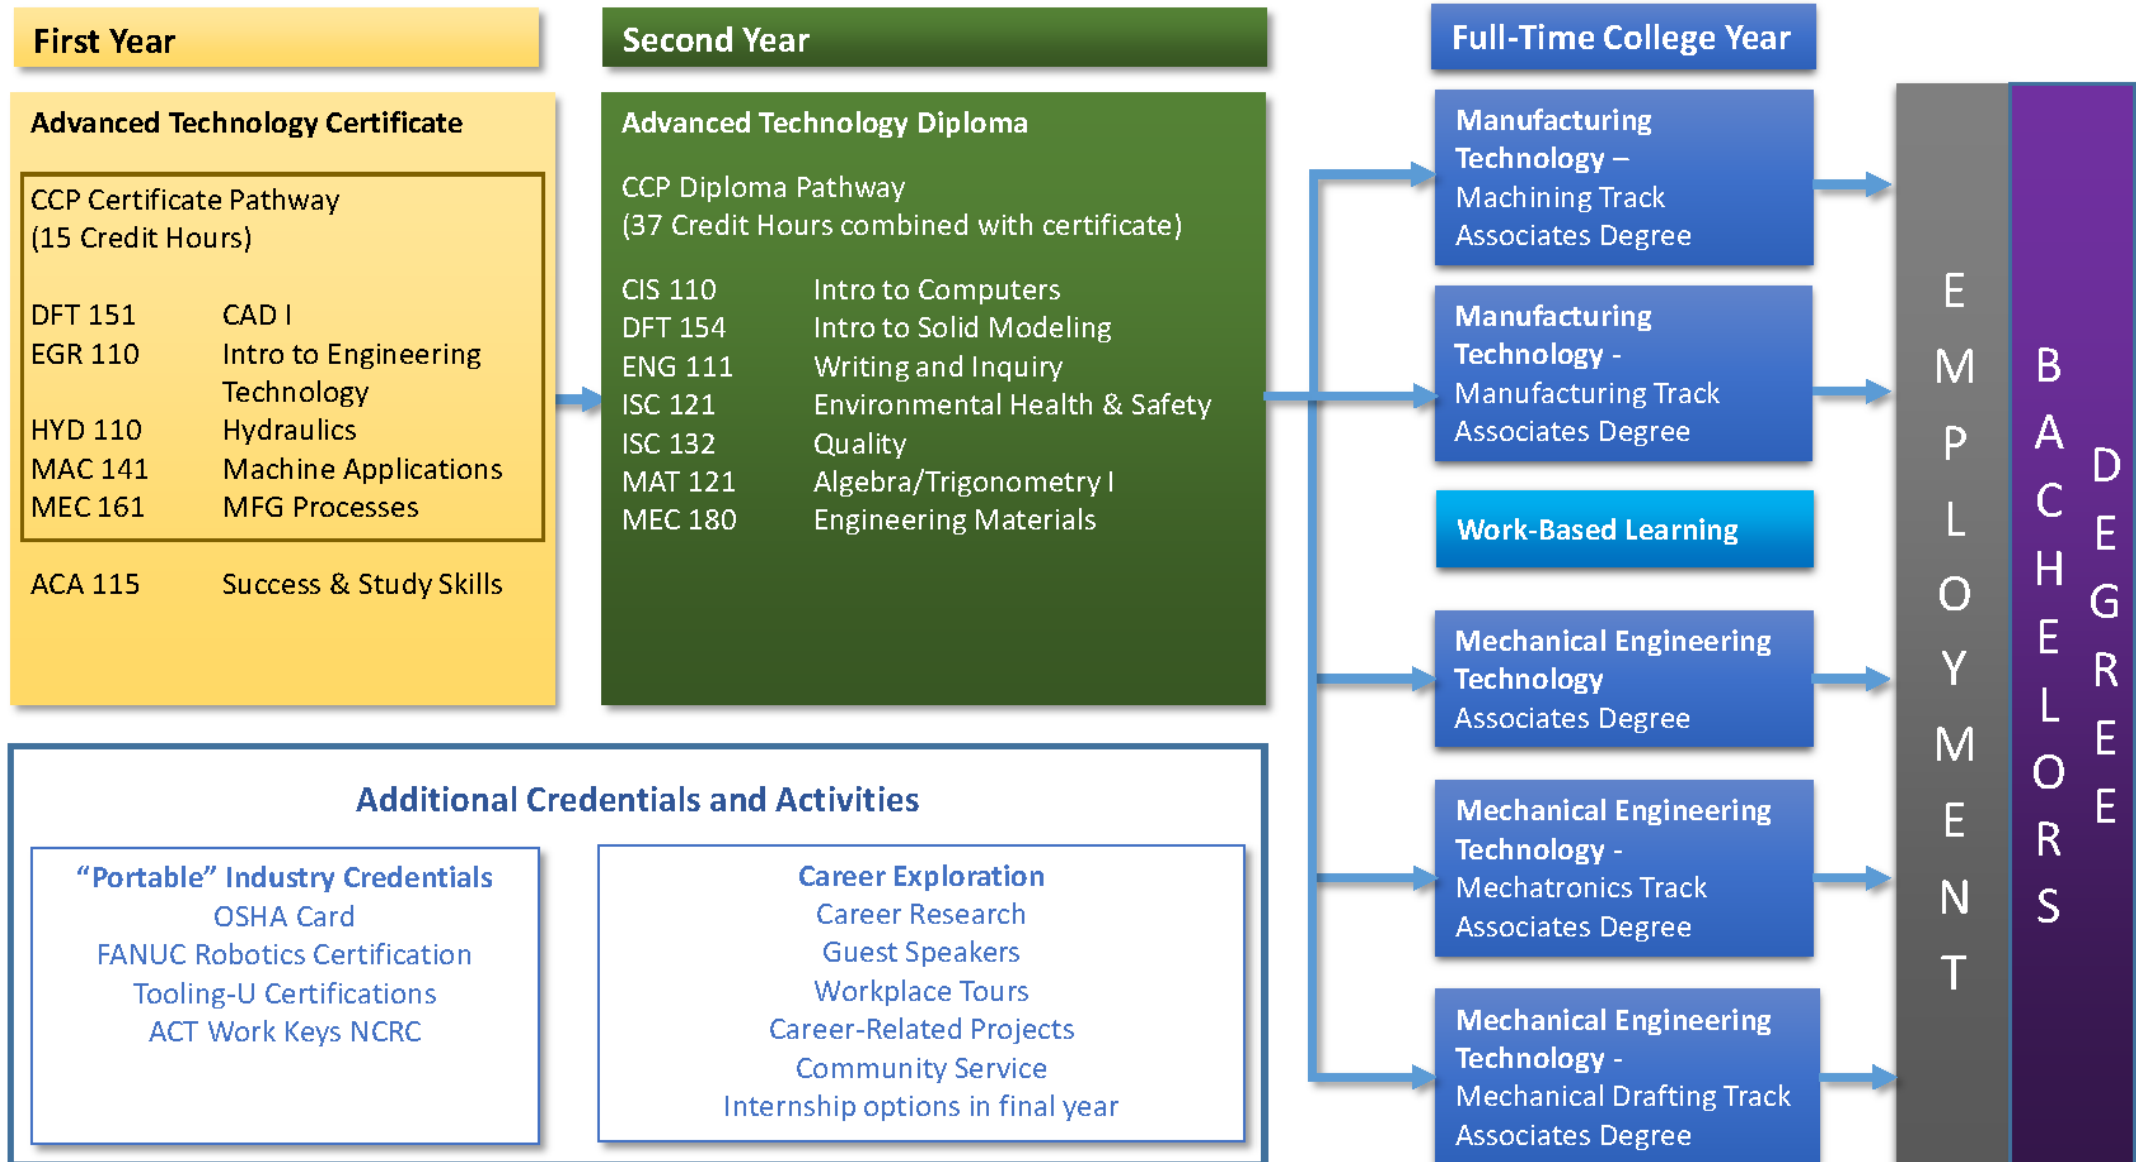 First Year
Advanced Technology Certificate
CCP Certificate Pathway
(15 Credit Hours)
DFT 151 CAD I
EGR 110 Intro to Engineering
Technology
HYD 110 Hydraulics
MAC 141 Machine Applications
MEC 161 MFG Processes
ACA 115 Success & Study Skills
Second Year
Advanced Technology Diploma
CCP Diploma Pathway
(37 Credit Hours combined with certificate)
CIS 110 Intro to Computers
DFT 154 Intro to Solid Modeling
ENG 111 Writing and Inquiry
ISC 121 Environmental Health & Safety
ISC 132 Quality
MAT 121 Algebra/Trigonometry I
MEC 180 Engineering Materials
Full-Time College Year
Manufacturing
Technology –
Machining Track
Associates Degree
Manufacturing
Technology -
Manufacturing Track
Associates Degree
Work-Based Learning
Mechanical Engineering
Technology
Associates Degree
Mechanical Engineering
Technology -
Mechatronics Track
Associates Degree
Mechanical Engineering
Technology -
Mechanical Drafting Track
Associates Degree
EMPLOYMENT
BACHELORS
DEGREE
Additional Credentials and Activities
“Portable” Industry Credentials
OSHA Card
FANUC Robotics Certification
Tooling-U Certifications
ACT Work Keys NCRC
Career Exploration
Career Research
Guest Speakers
Workplace Tours
Career-Related Projects
Community Service
Internship options in final year